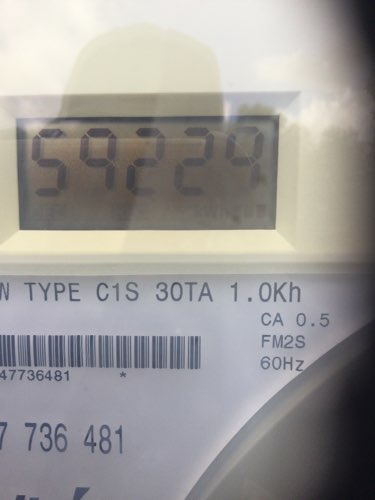 59229
N TYPE C1S 30TA 1.0Kh
CA 0.5
FM2S
60Hz
47736481 *
7 736 481